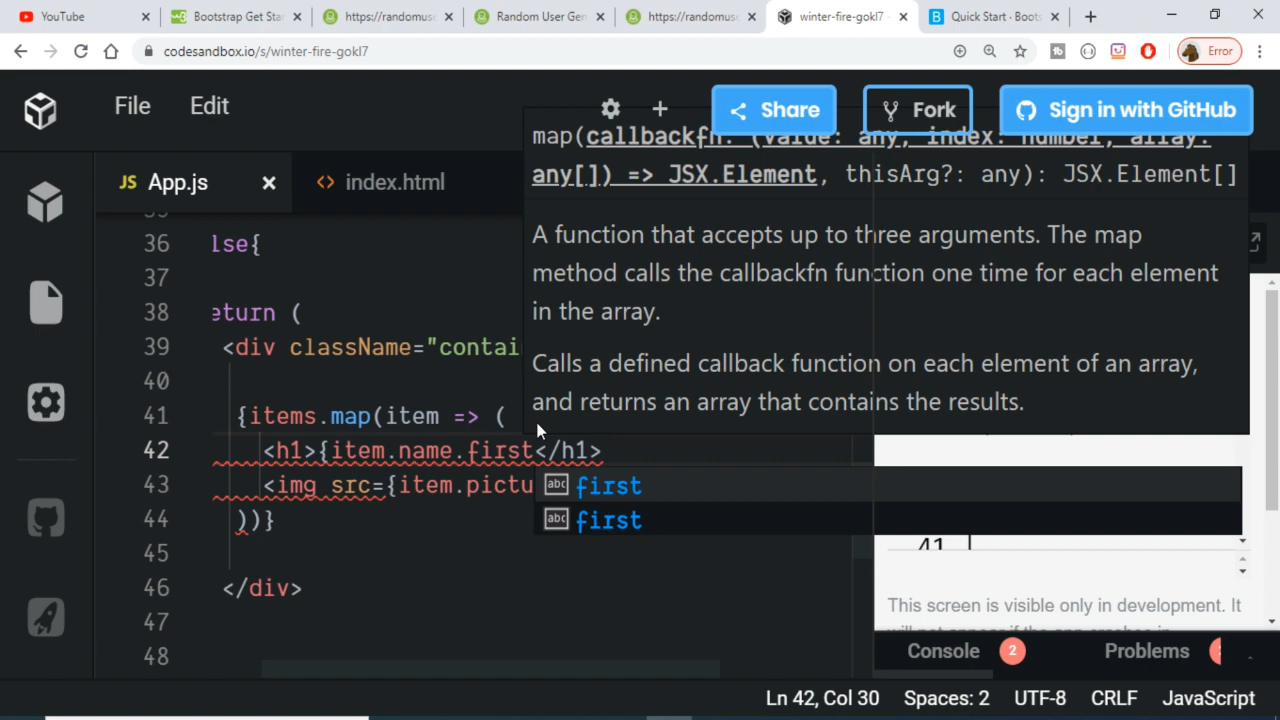 YouTube
Bootstrap Get Star
https://randomuse
Random User Gen
https://randomuse
winter-fire-gokl7
Quick Start · Boots
codesandbox.io/s/winter-fire-gokl7
Error
File Edit
Share
Fork
Sign in with GitHub
JS App.js
index.html
map(callbackfn: (value: any, index: number, array:
any[]) => JSX.Element, thisArg?: any): JSX.Element[]
A function that accepts up to three arguments. The map
method calls the callbackfn function one time for each element
in the array.
Calls a defined callback function on each element of an array,
and returns an array that contains the results.
36 lse{
37
38 eturn (
39 <div className="contai
40
41 {items.map(item => (
42 <h1>{item.name.first</h1>
43 <img src={item.pictu
44 ))}
45
46 </div>
47
48
abc first
abc first
41 |
This screen is visible only in development. It
Console 2 Problems
Ln 42, Col 30 Spaces: 2 UTF-8 CRLF JavaScript